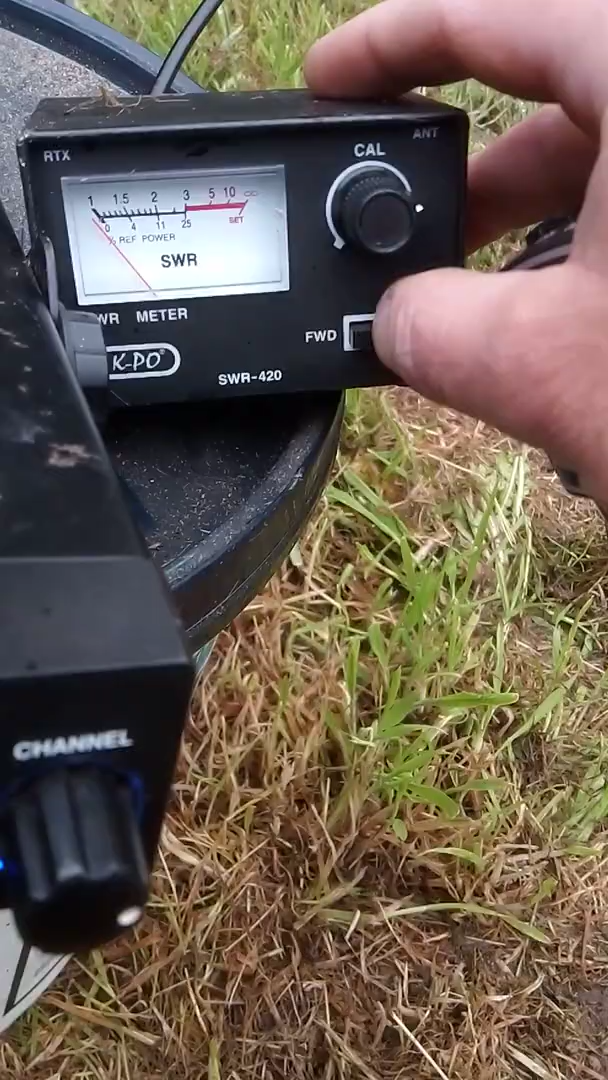 RTX
ANT
CAL
1 1.5 2 3 5 10 ∞
0 4 11 25 SET
% REF POWER
SWR
WR METER
FWD
K-PO®
SWR-420
CHANNEL